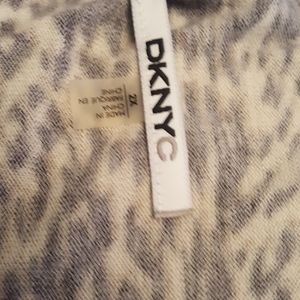 DKNYC
2X
MADE IN
CHINA
FABRIQUE EN
CHINE